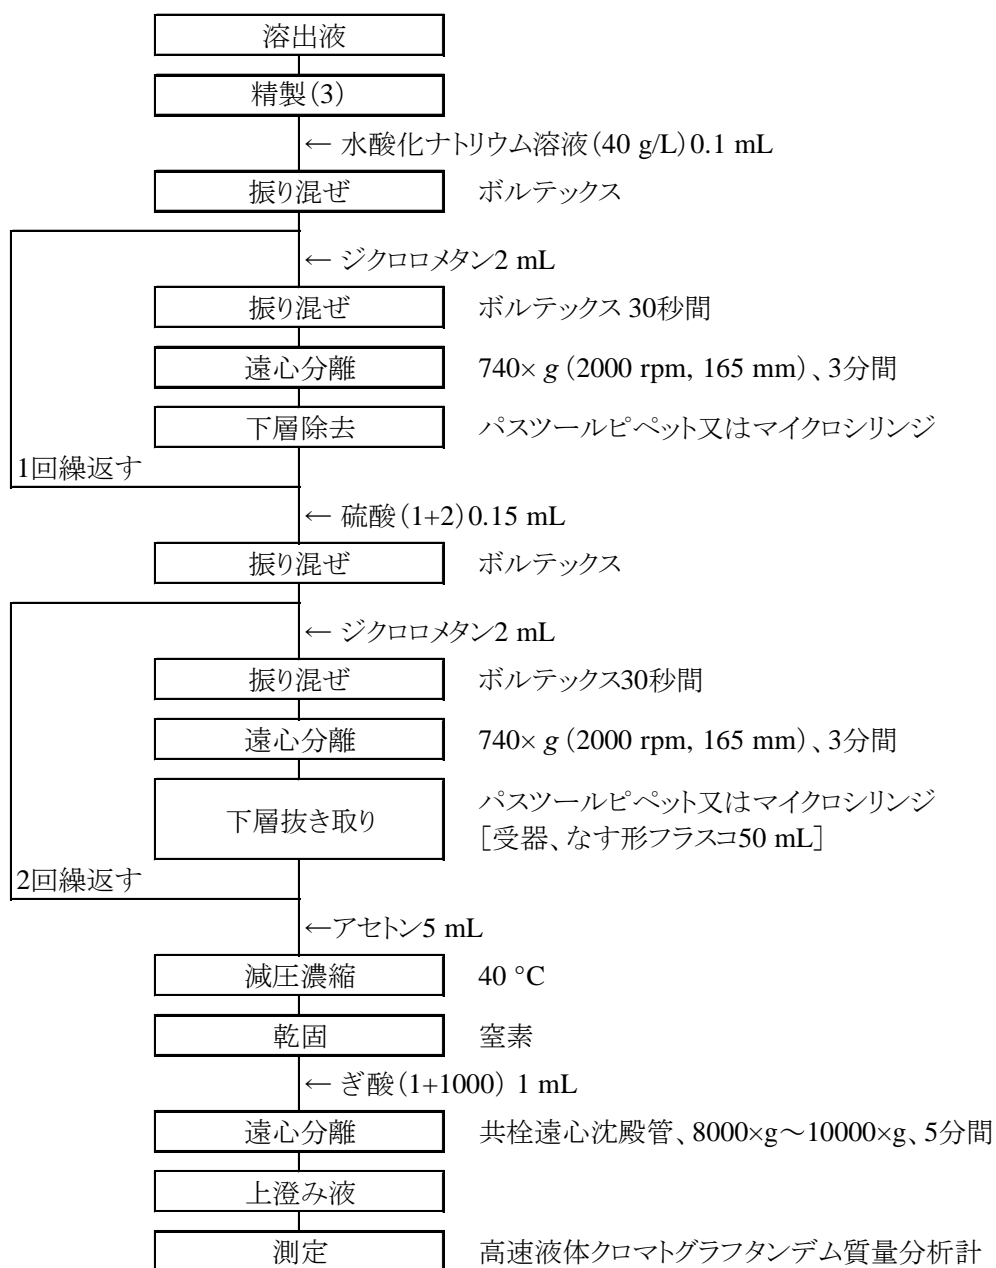 溶出液
精製(3)
← 水酸化ナトリウム溶液(40 g/L)0.1 mL
振り混ぜ ボルテックス
← ジクロロメタン2 mL
振り混ぜ ボルテックス 30秒間
遠心分離 740× g (2000 rpm, 165 mm)、3分間
下層除去 パスツールピペット又はマイクロシリンジ
1回繰返す
← 硫酸(1+2)0.15 mL
振り混ぜ ボルテックス
← ジクロロメタン2 mL
振り混ぜ ボルテックス30秒間
遠心分離 740× g (2000 rpm, 165 mm)、3分間
下層抜き取り パスツールピペット又はマイクロシリンジ
[受器、なす形フラスコ50 mL]
2回繰返す
←アセトン5 mL
減圧濃縮 40 °C
乾固 窒素
← ぎ酸(1+1000) 1 mL
遠心分離 共栓遠心沈殿管、8000×g～10000×g、5分間
上澄み液
測定 高速液体クロマトグラフタンデム質量分析計